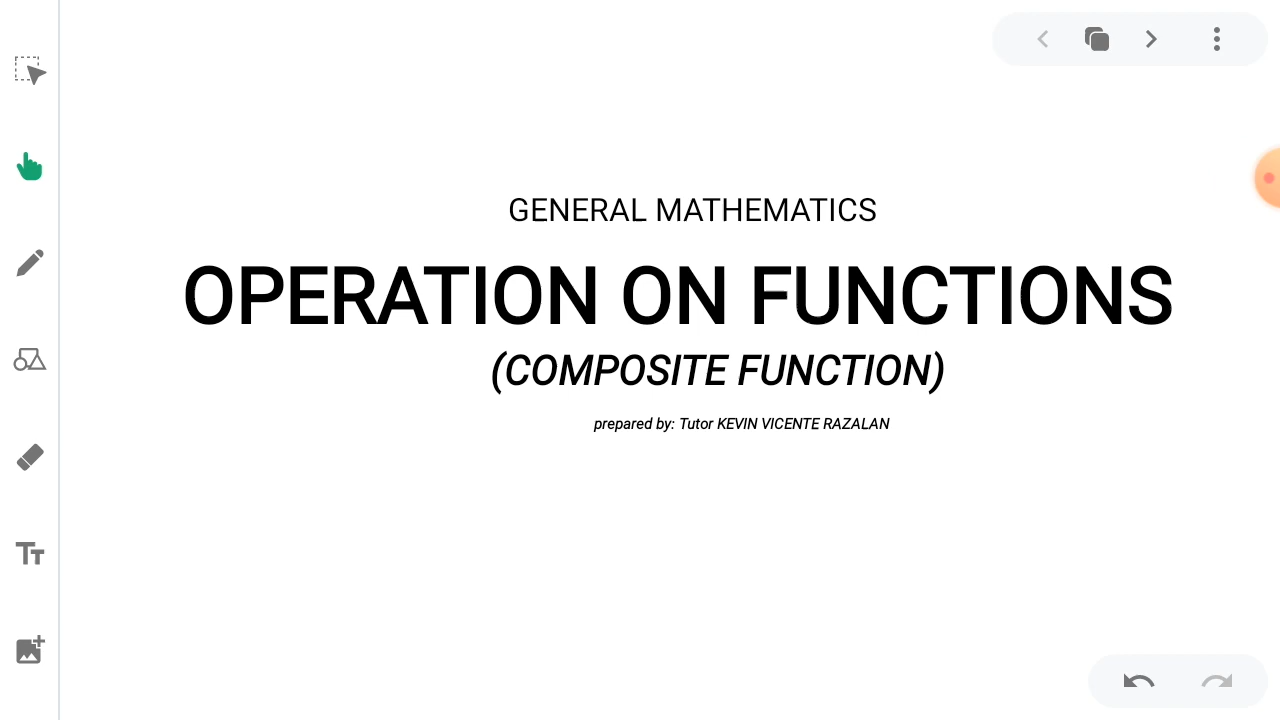 GENERAL MATHEMATICS
OPERATION ON FUNCTIONS
(COMPOSITE FUNCTION)
prepared by: Tutor KEVIN VICENTE RAZALAN